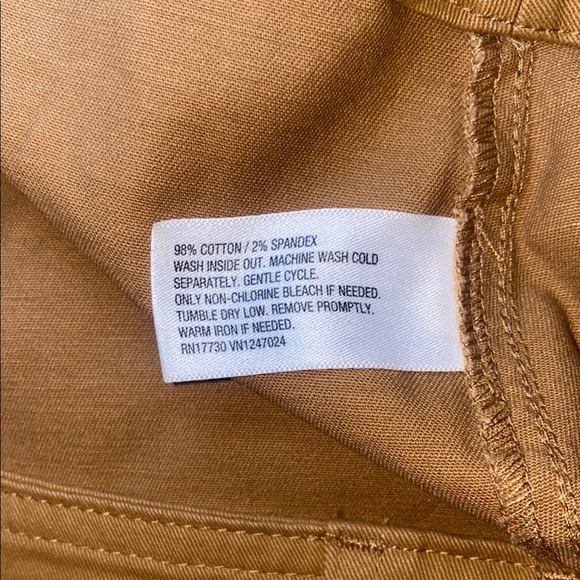 98% COTTON / 2% SPANDEX
WASH INSIDE OUT. MACHINE WASH COLD
SEPARATELY. GENTLE CYCLE.
ONLY NON-CHLORINE BLEACH IF NEEDED.
TUMBLE DRY LOW. REMOVE PROMPTLY.
WARM IRON IF NEEDED.
RN17730 VN1247024